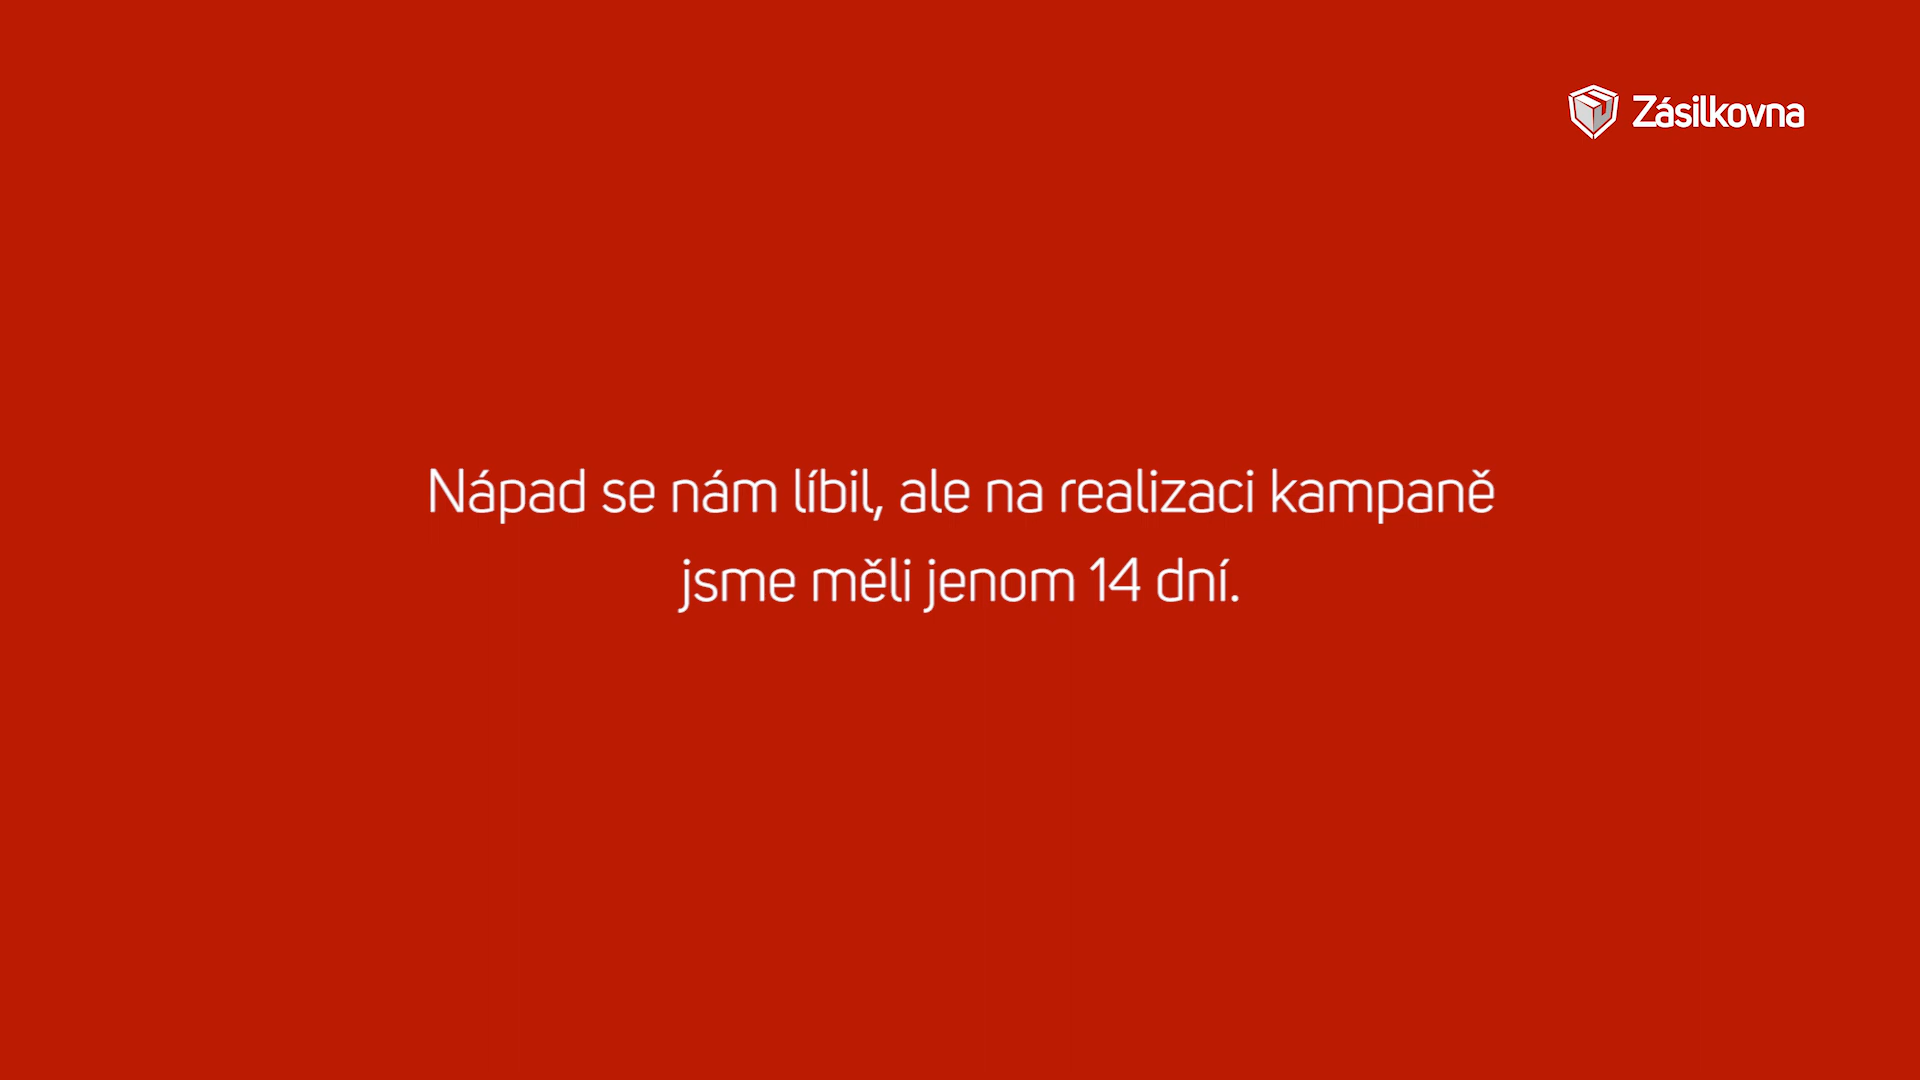 Zásilkovna
Nápad se nám líbil, ale na realizaci kampaně
jsme měli jenom 14 dní.